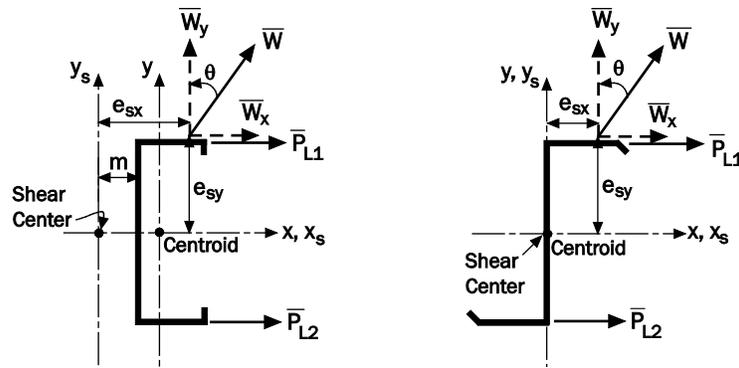 W̅y
W̅
ys
y
θ
esx
W̅x
P̅L1
m
esy
Shear
Center
x, xs
Centroid
P̅L2
W̅y
W̅
y, ys
θ
esx
W̅x
P̅L1
esy
x, xs
Centroid
Shear
Center
P̅L2